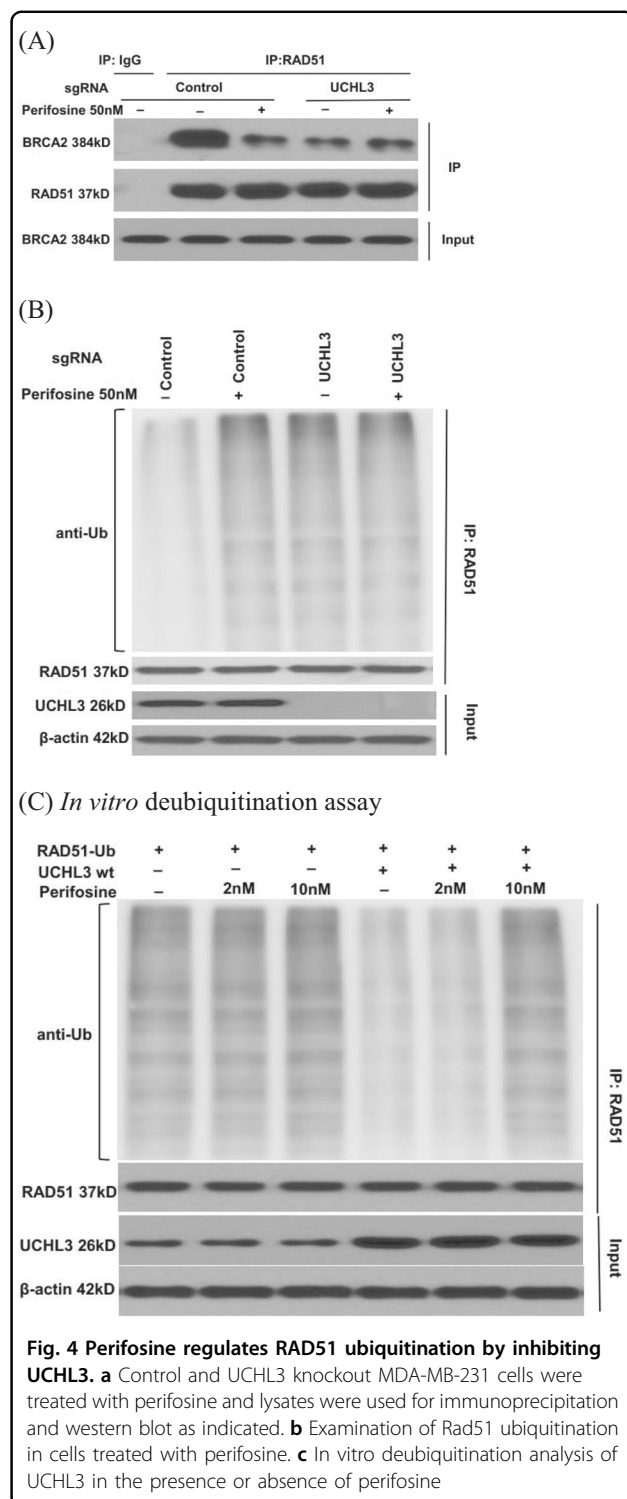 (A)
IP: IgG IP:RAD51
sgRNA Control UCHL3
Perifosine 50nM – – + – +
BRCA2 384kD
IP
RAD51 37kD
BRCA2 384kD Input
(B)
sgRNA Control Control UCHL3 UCHL3
Perifosine 50nM – + – +
anti-Ub
IP: RAD51
RAD51 37kD
UCHL3 26kD
Input
β-actin 42kD
(C) In vitro deubiquitination assay
RAD51-Ub + + + + + +
UCHL3 wt – – – + + +
Perifosine – 2nM 10nM – 2nM 10nM
anti-Ub
IP: RAD51
RAD51 37kD
UCHL3 26kD
Input
β-actin 42kD
Fig. 4 Perifosine regulates RAD51 ubiquitination by inhibiting
UCHL3. a Control and UCHL3 knockout MDA-MB-231 cells were
treated with perifosine and lysates were used for immunoprecipitation
and western blot as indicated. b Examination of Rad51 ubiquitination
in cells treated with perifosine. c In vitro deubiquitination analysis of
UCHL3 in the presence or absence of perifosine